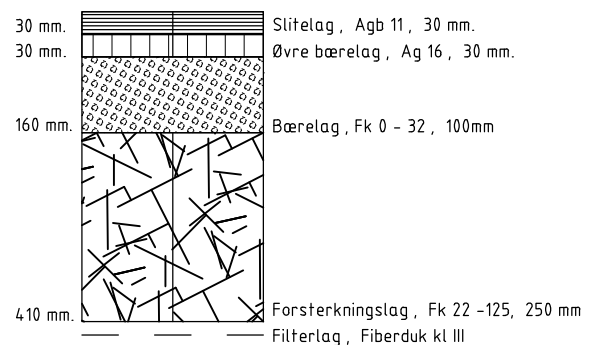 30 mm. Slitelag, Agb 11, 30 mm.
30 mm. Øvre bærelag, Ag 16, 30 mm.
160 mm. Bærelag, Fk 0 - 32, 100mm
410 mm. Forsterkningslag, Fk 22 -125, 250 mm
Filterlag, Fiberduk kl III